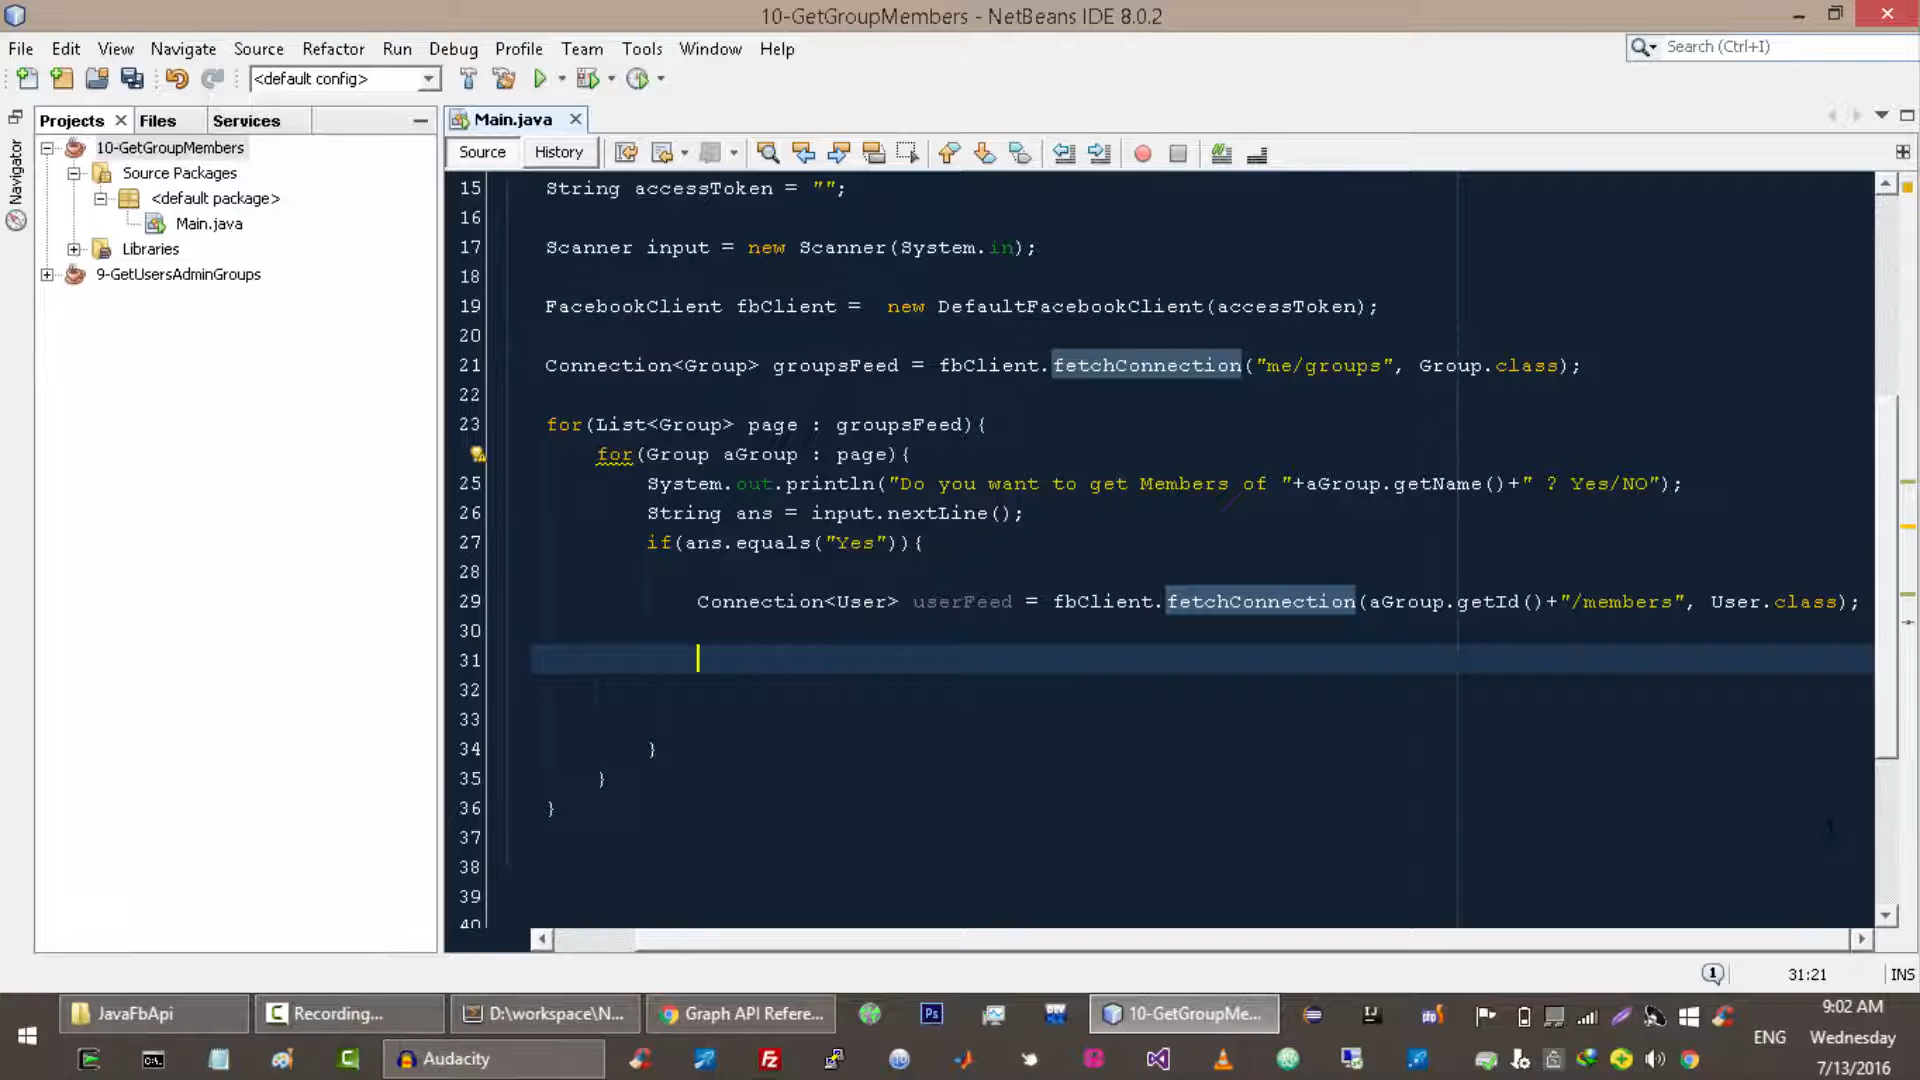 10-GetGroupMembers - NetBeans IDE 8.0.2
File Edit View Navigate Source Refactor Run Debug Profile Team Tools Window Help
Search (Ctrl+I)
<default config>
Projects Files Services
Navigator
10-GetGroupMembers
Source Packages
<default package>
Main.java
Libraries
9-GetUsersAdminGroups
Main.java
Source History
15 String accessToken = "";
16
17 Scanner input = new Scanner(System.in);
18
19 FacebookClient fbClient =  new DefaultFacebookClient(accessToken);
20
21 Connection<Group> groupsFeed = fbClient.fetchConnection("me/groups", Group.class);
22
23 for(List<Group> page : groupsFeed){
for(Group aGroup : page){
25 System.out.println("Do you want to get Members of "+aGroup.getName()+" ? Yes/NO");
26 String ans = input.nextLine();
27 if(ans.equals("Yes")){
28
29 Connection<User> userFeed = fbClient.fetchConnection(aGroup.getId()+"/members", User.class);
30
31
32
33
34 }
35 }
36 }
37
38
39
40
1
31:21
INS
JavaFbApi
Recording...
D:\workspace\N...
Graph API Refere...
Ps
10-GetGroupMe...
Audacity
ENG
9:02 AM
Wednesday
7/13/2016